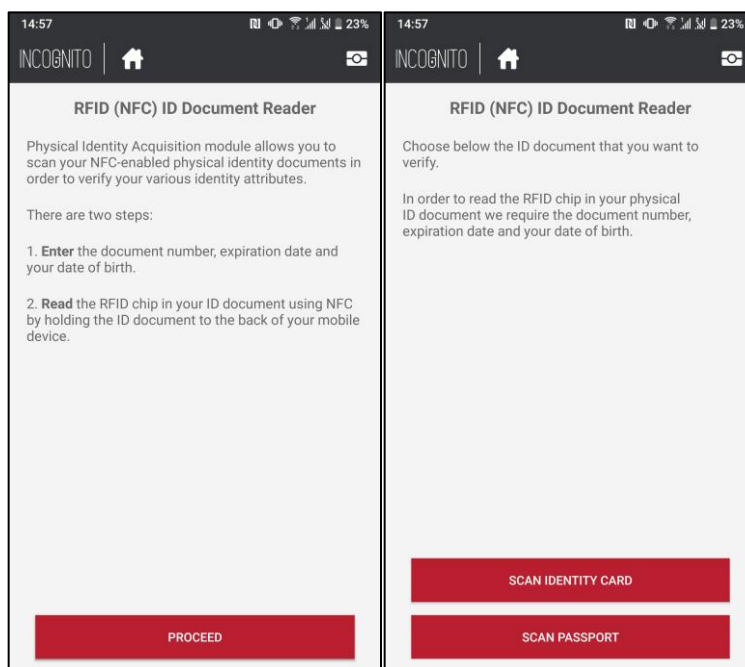 14:57
23%
INCOGNITO
RFID (NFC) ID Document Reader
Physical Identity Acquisition module allows you to
scan your NFC-enabled physical identity documents in
order to verify your various identity attributes.
There are two steps:
1. Enter the document number, expiration date and
your date of birth.
2. Read the RFID chip in your ID document using NFC
by holding the ID document to the back of your mobile
device.
PROCEED
14:57
23%
INCOGNITO
RFID (NFC) ID Document Reader
Choose below the ID document that you want to
verify.
In order to read the RFID chip in your physical
ID document we require the document number,
expiration date and your date of birth.
SCAN IDENTITY CARD
SCAN PASSPORT